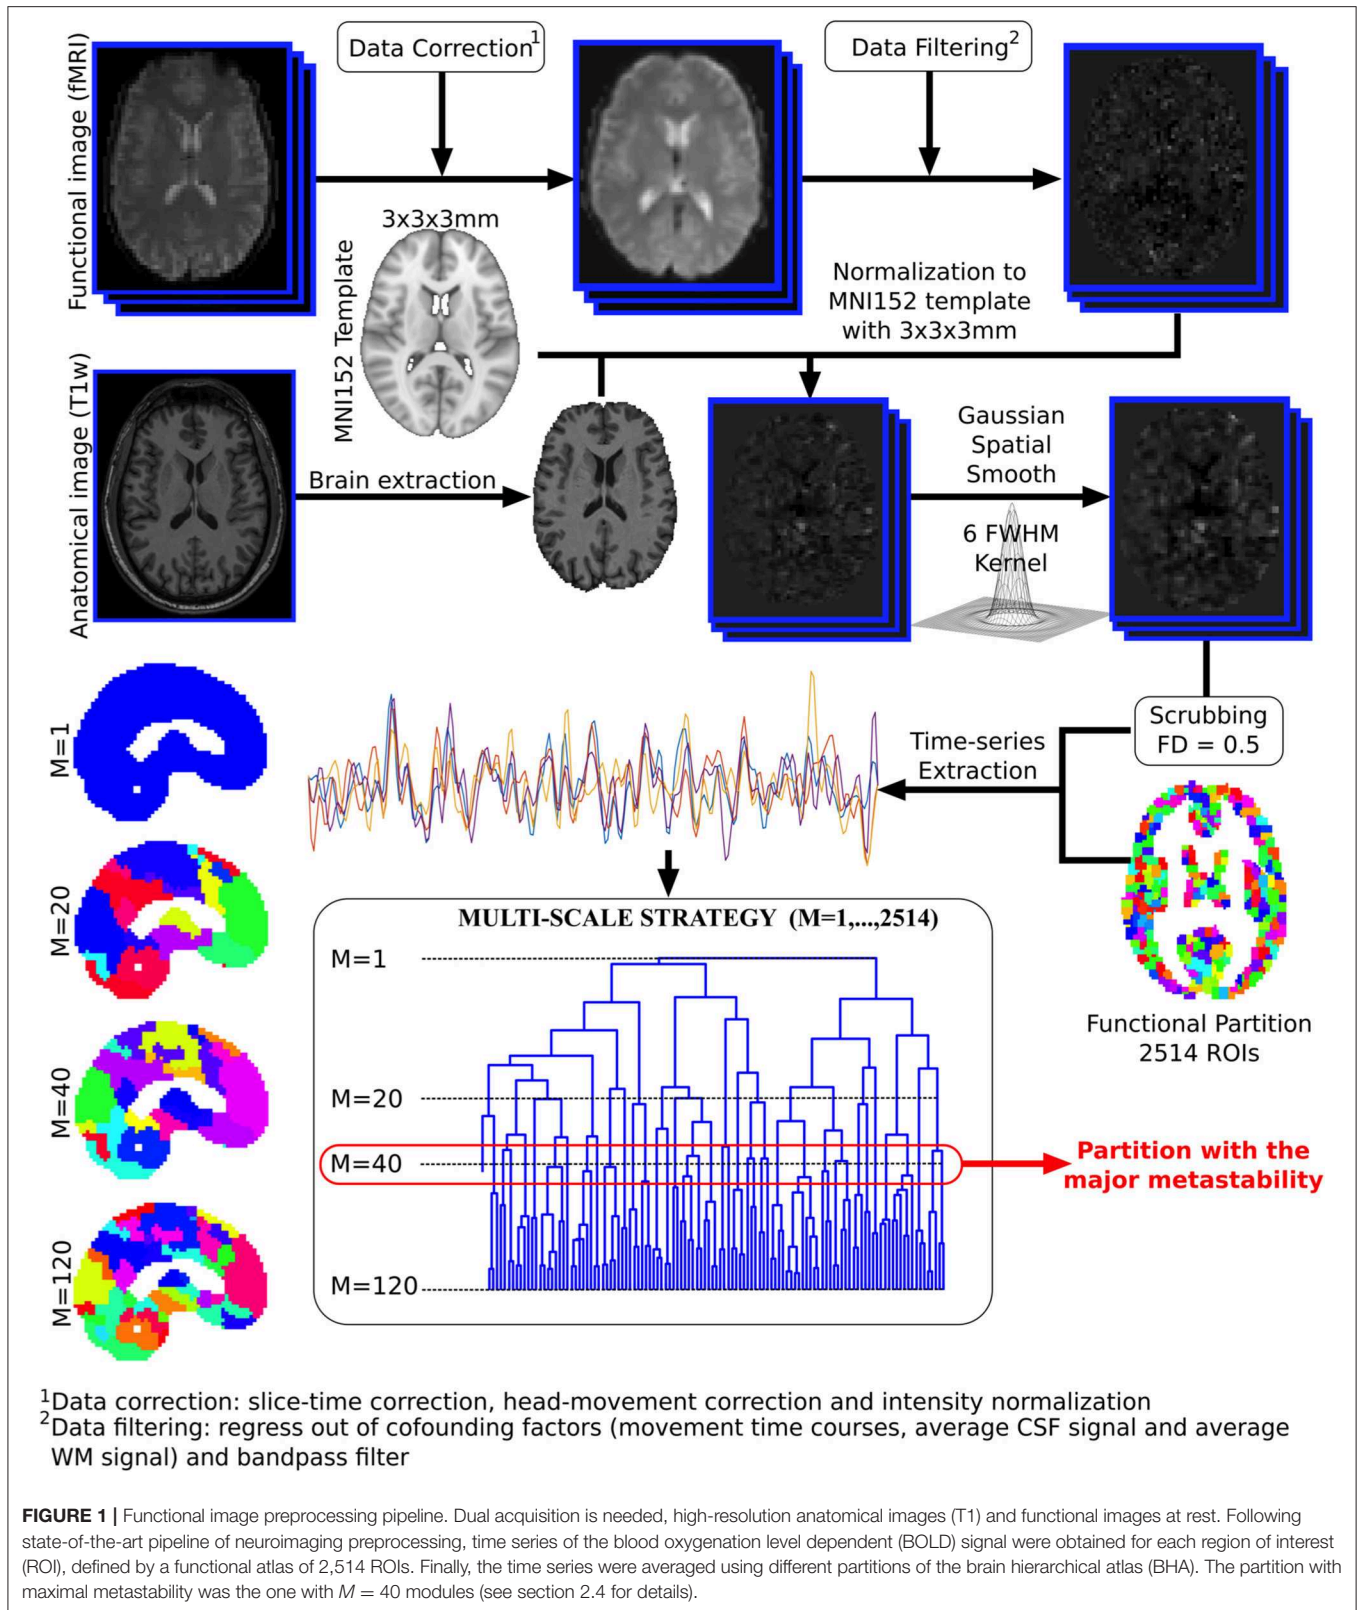 Functional image (fMRI)
Data Correction1
Data Filtering2
3x3x3mm
MNI152 Template
Normalization to
MNI152 template
with 3x3x3mm
Anatomical image (T1w)
Brain extraction
Gaussian
Spatial
Smooth
6 FWHM
Kernel
Scrubbing
FD = 0.5
Time-series
Extraction
Functional Partition
2514 ROIs
M=1
M=20
M=40
M=120
MULTI-SCALE STRATEGY (M=1,...,2514)
M=1
M=20
M=40
M=120
Partition with the
major metastability
1Data correction: slice-time correction, head-movement correction and intensity normalization
2Data filtering: regress out of cofounding factors (movement time courses, average CSF signal and average
WM signal) and bandpass filter
FIGURE 1 | Functional image preprocessing pipeline. Dual acquisition is needed, high-resolution anatomical images (T1) and functional images at rest. Following
state-of-the-art pipeline of neuroimaging preprocessing, time series of the blood oxygenation level dependent (BOLD) signal were obtained for each region of interest
(ROI), defined by a functional atlas of 2,514 ROIs. Finally, the time series were averaged using different partitions of the brain hierarchical atlas (BHA). The partition with
maximal metastability was the one with M = 40 modules (see section 2.4 for details).